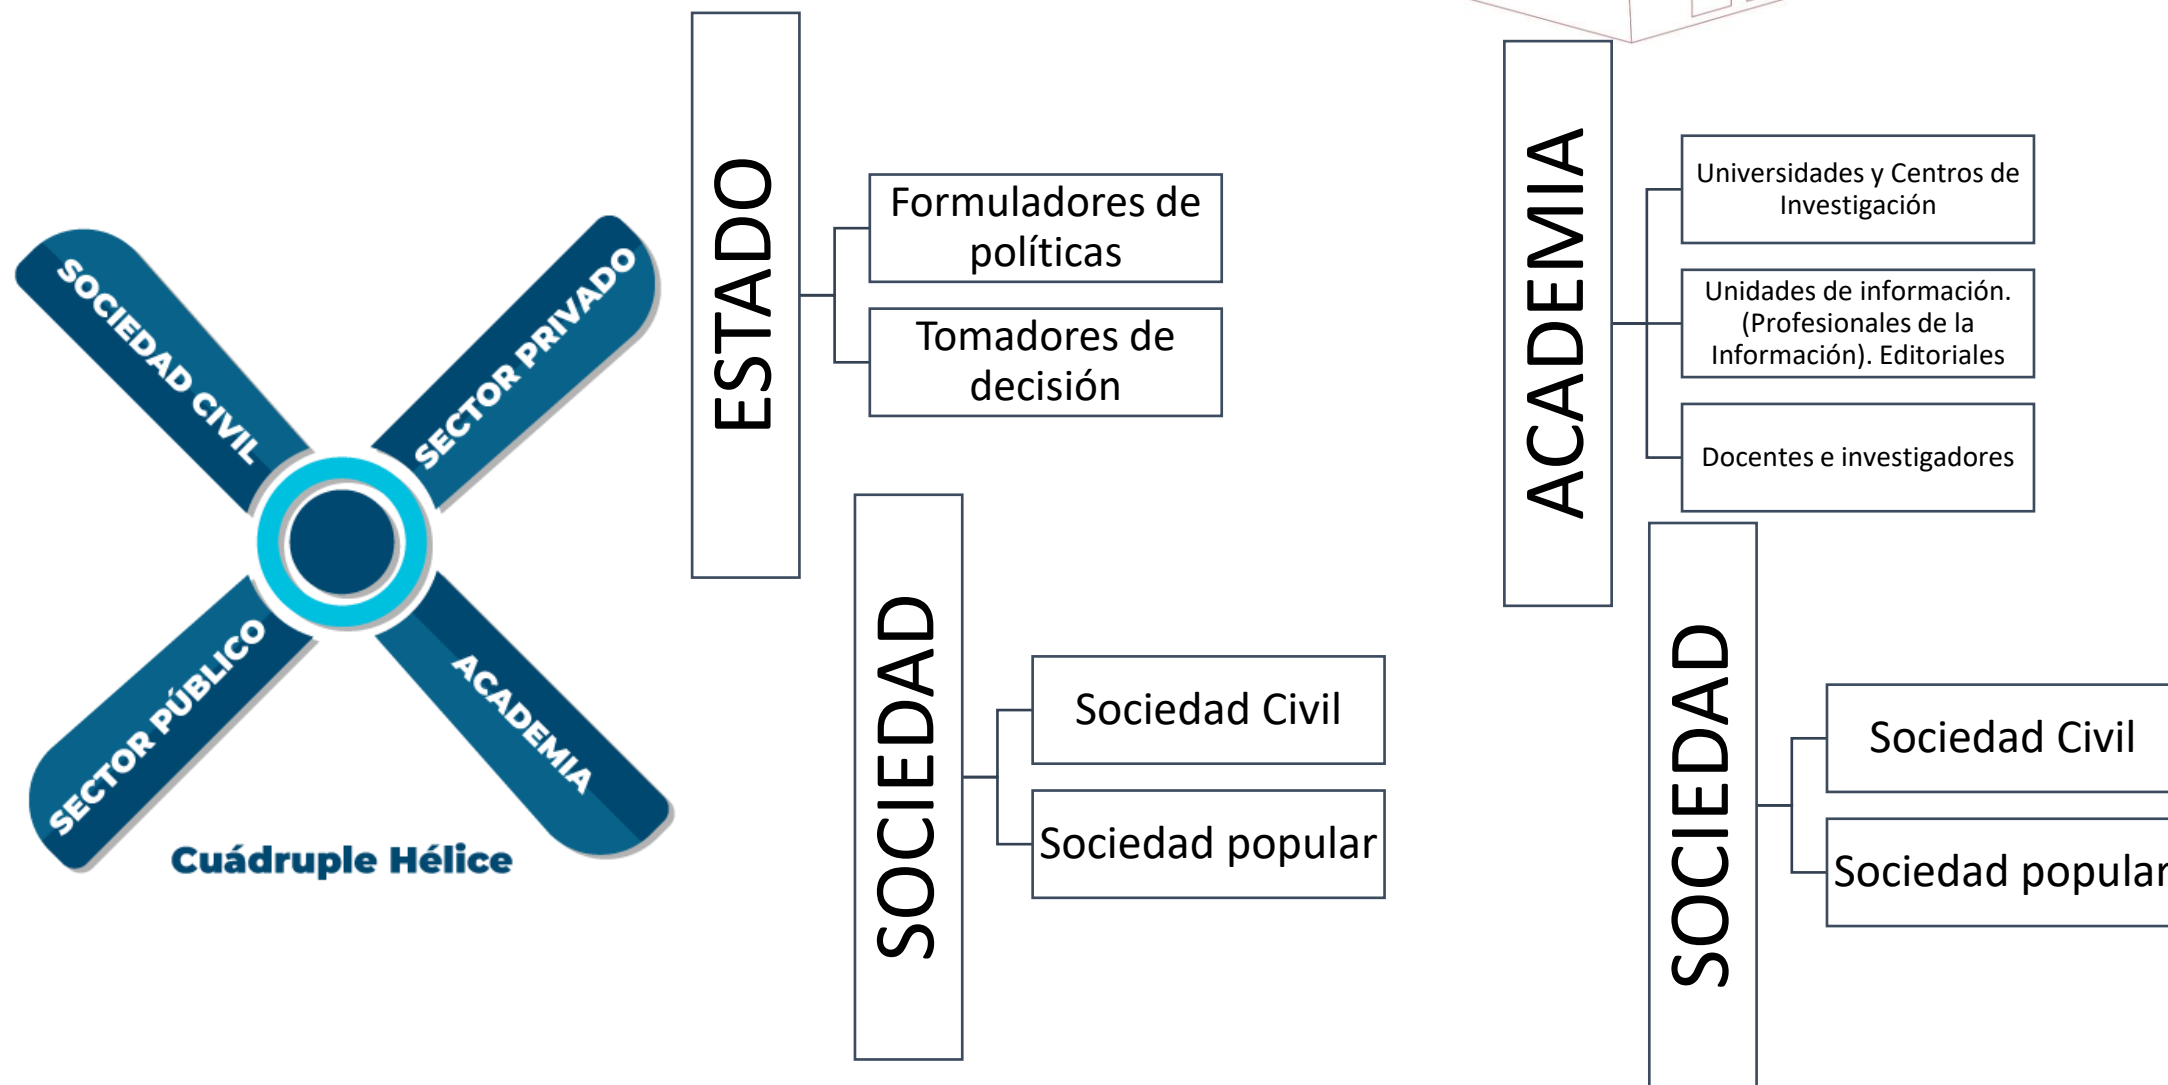 SOCIEDAD CIVIL
SECTOR PRIVADO
SECTOR PÚBLICO
ACADEMIA
Cuádruple Hélice
ESTADO
Formuladores de
políticas
Tomadores de
decisión
SOCIEDAD
Sociedad Civil
Sociedad popular
ACADEMIA
Universidades y Centros de
Investigación
Unidades de información.
(Profesionales de la
Información). Editoriales
Docentes e investigadores
SOCIEDAD
Sociedad Civil
Sociedad popular